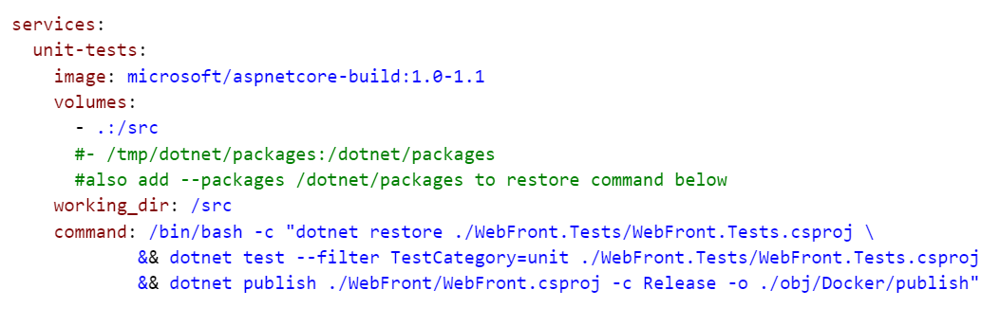 services:
  unit-tests:
    image: microsoft/aspnetcore-build:1.0-1.1
    volumes:
      - .:/src
      #- /tmp/dotnet/packages:/dotnet/packages
      #also add --packages /dotnet/packages to restore command below
    working_dir: /src
    command: /bin/bash -c "dotnet restore ./WebFront.Tests/WebFront.Tests.csproj \
            && dotnet test --filter TestCategory=unit ./WebFront.Tests/WebFront.Tests.csproj
            && dotnet publish ./WebFront/WebFront.csproj -c Release -o ./obj/Docker/publish"